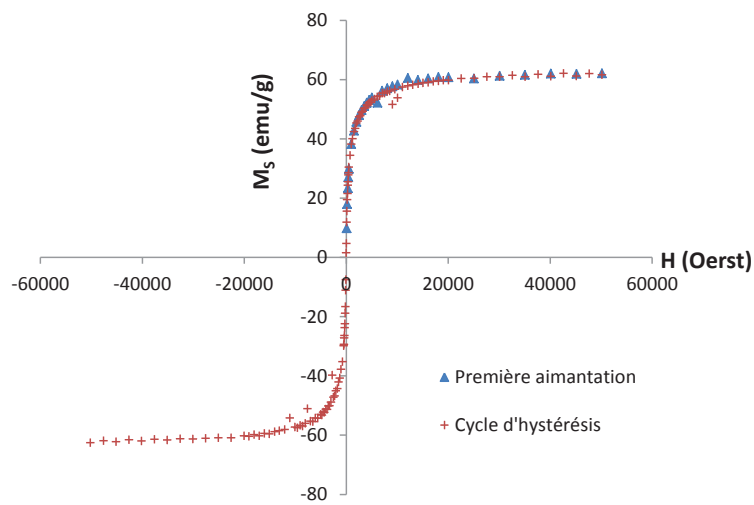 80
60
40
20
0
-20
-40
-60
-80
Ms (emu/g)
-60000 -40000 -20000 0 20000 40000 60000
H (Oerst)
Première aimantation
Cycle d'hystérésis